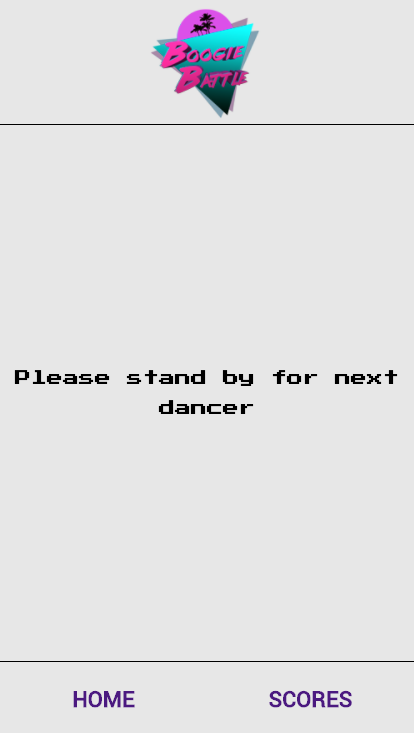 BOOGIE
BATTLE
Please stand by for next
dancer
HOME SCORES